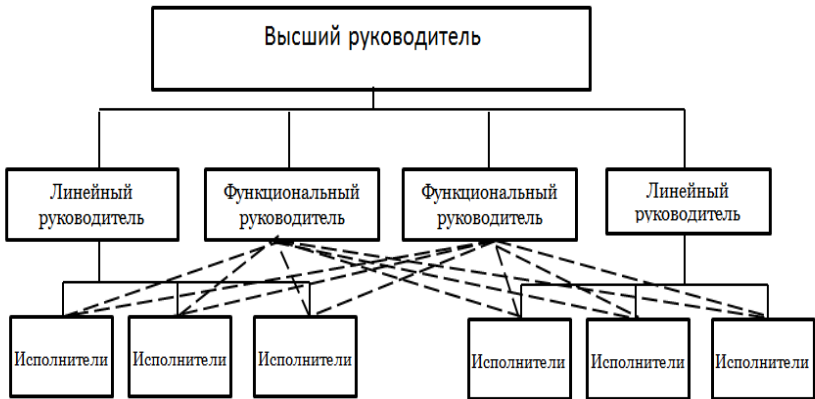 Высший руководитель
Линейный
руководитель
Функциональный
руководитель
Функциональный
руководитель
Линейный
руководитель
Исполнители
Исполнители
Исполнители
Исполнители
Исполнители
Исполнители